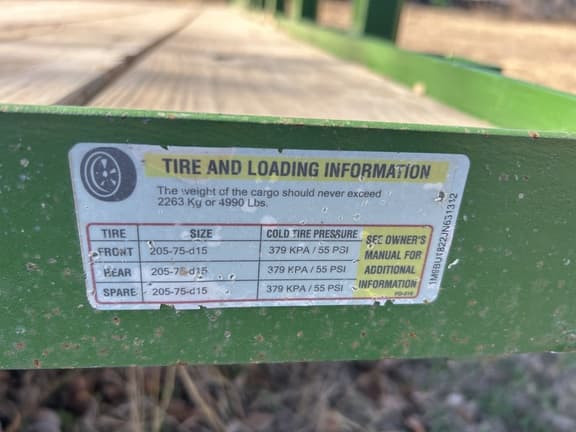 TIRE AND LOADING INFORMATION
The weight of the cargo should never exceed
2263 Kg or 4990 Lbs.
TIRE SIZE COLD TIRE PRESSURE
FRONT 205-75-d15 379 KPA / 55 PSI
REAR 205-75-d15 379 KPA / 55 PSI
SPARE 205-75-d15 379 KPA / 55 PSI
SEE OWNER'S
MANUAL FOR
ADDITIONAL
INFORMATION